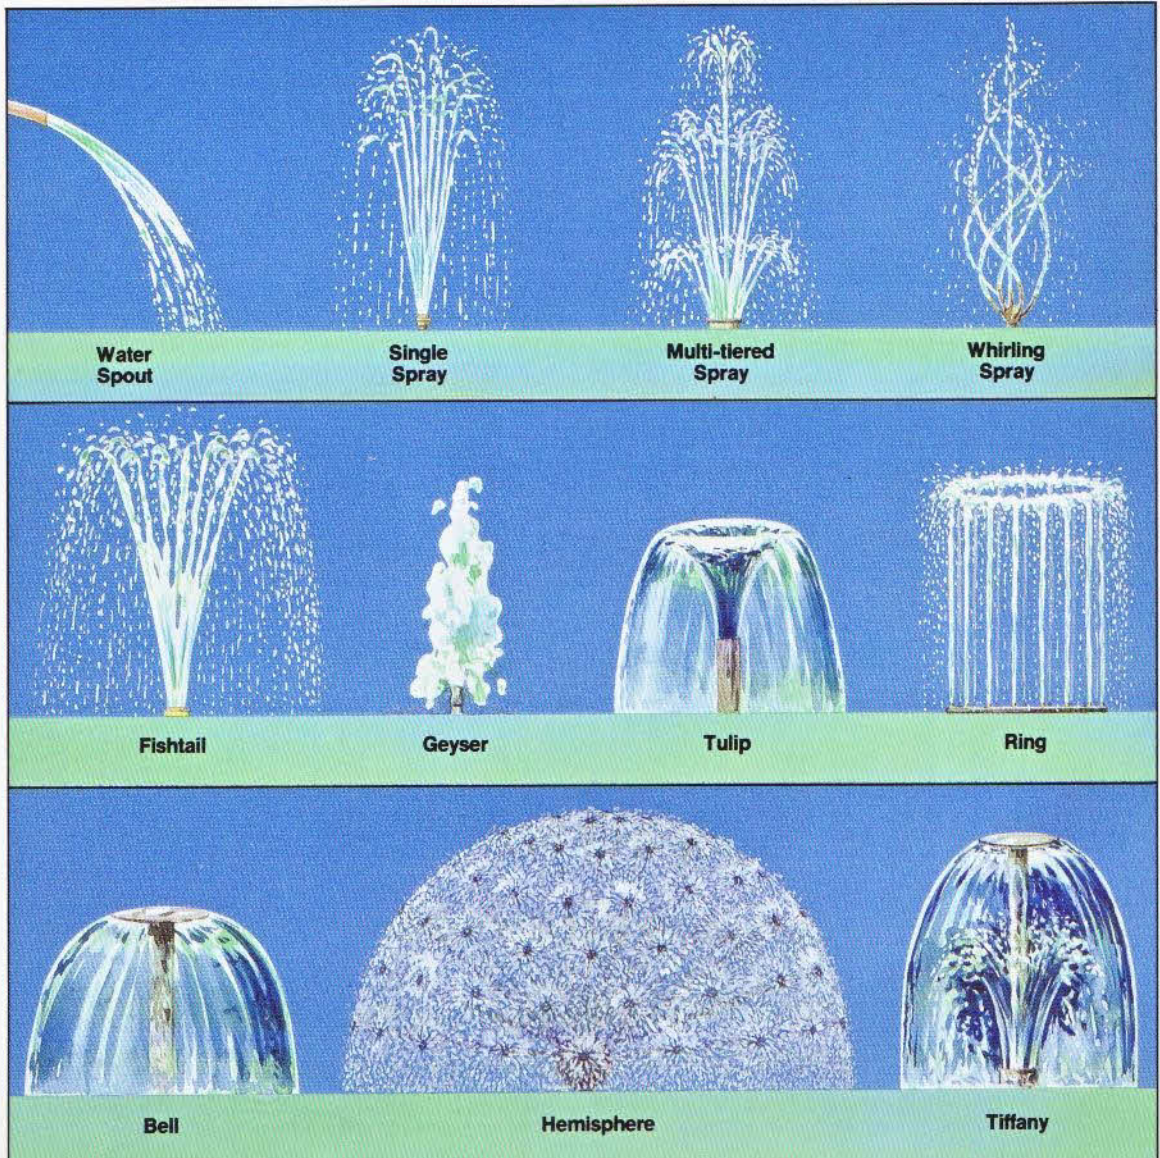 Water
Spout
Single
Spray
Multi-tiered
Spray
Whirling
Spray
Fishtail
Geyser
Tulip
Ring
Bell
Hemisphere
Tiffany